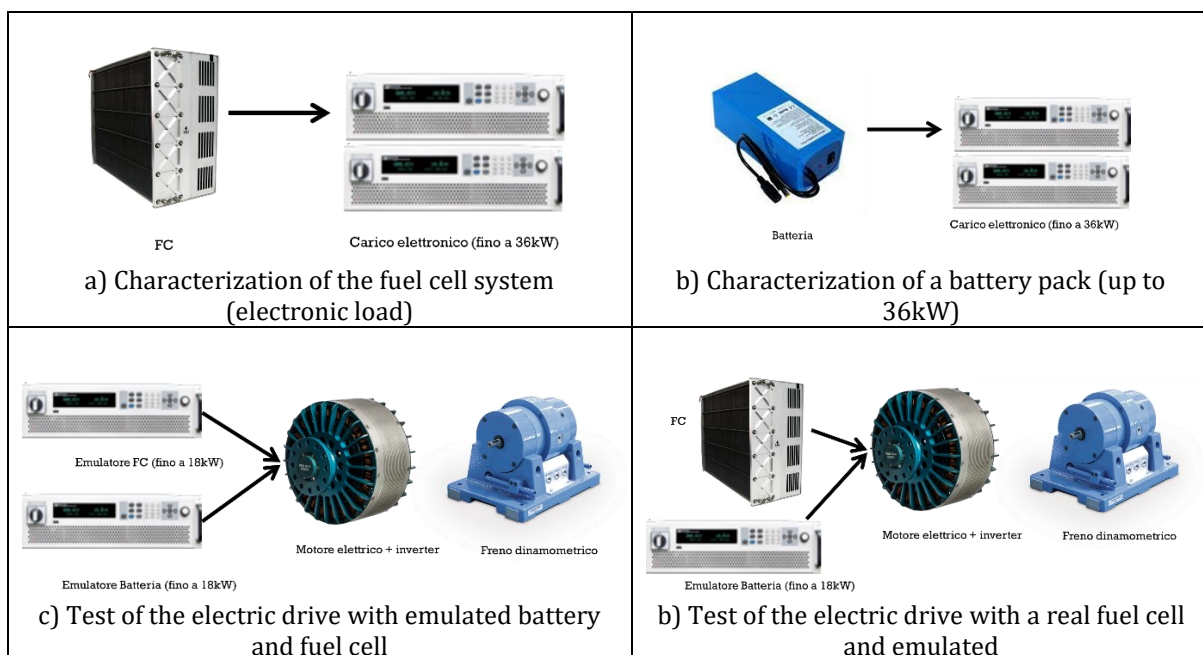 FC
Carico elettronico (fino a 36kW)
a) Characterization of the fuel cell system
(electronic load)
Batteria
Carico elettronico (fino a 36kW)
b) Characterization of a battery pack (up to
36kW)
Emulatore FC (fino a 18kW)
Emulatore Batteria (fino a 18kW)
Motore elettrico + inverter
Freno dinamometrico
c) Test of the electric drive with emulated battery
and fuel cell
FC
Emulatore Batteria (fino a 18kW)
Motore elettrico + inverter
Freno dinamometrico
b) Test of the electric drive with a real fuel cell
and emulated